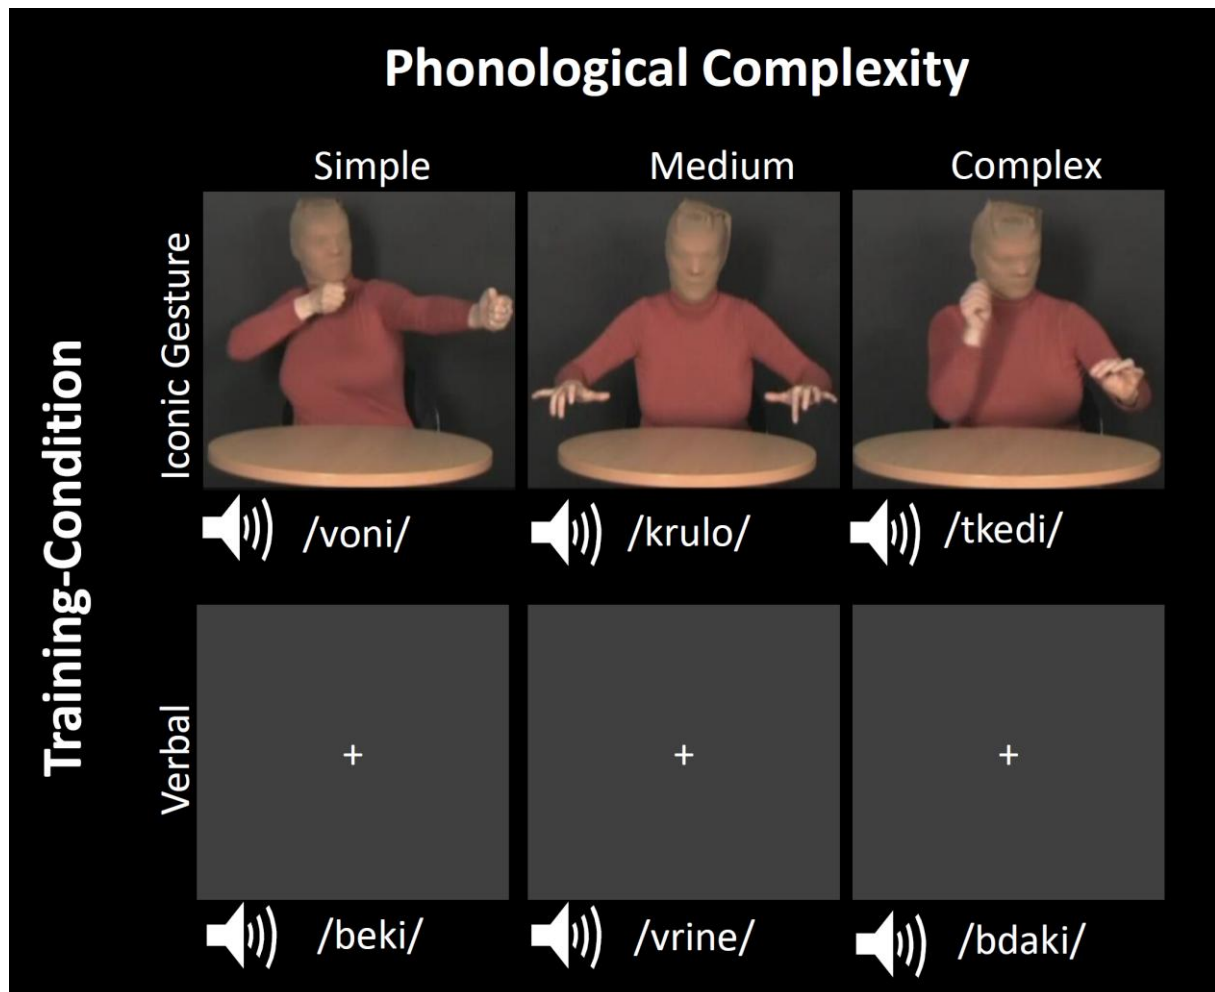 Phonological Complexity
Simple
Medium
Complex
Training-Condition
Iconic Gesture
/voni/
/krulo/
/tkedi/
Verbal
+
+
+
/beki/
/vrine/
/bdaki/